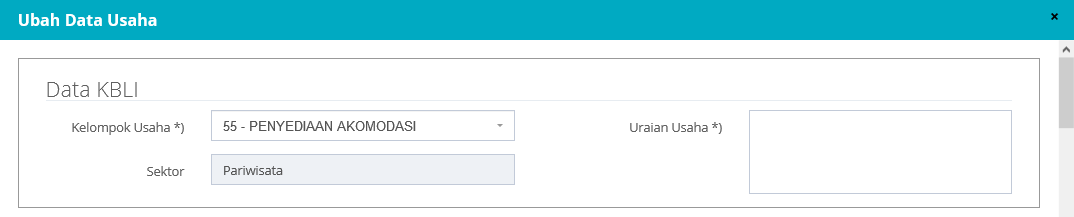 Ubah Data Usaha
×
Data KBLI
Kelompok Usaha *)
55 - PENYEDIAAN AKOMODASI
Uraian Usaha *)
Sektor
Pariwisata